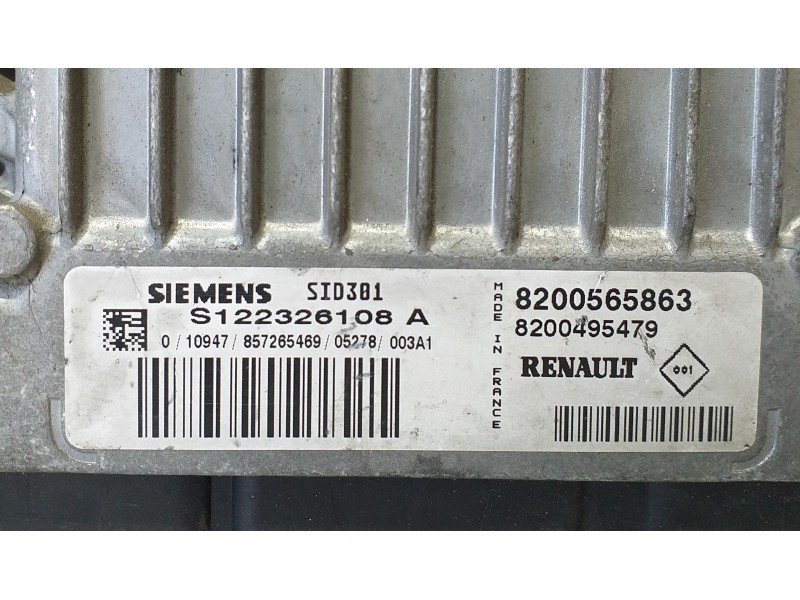 SIEMENS SID301
S122326108 A
0 / 10947 / 857265469 / 05278 / 003A1
MADE IN FRANCE
8200565863
8200495479
RENAULT 001